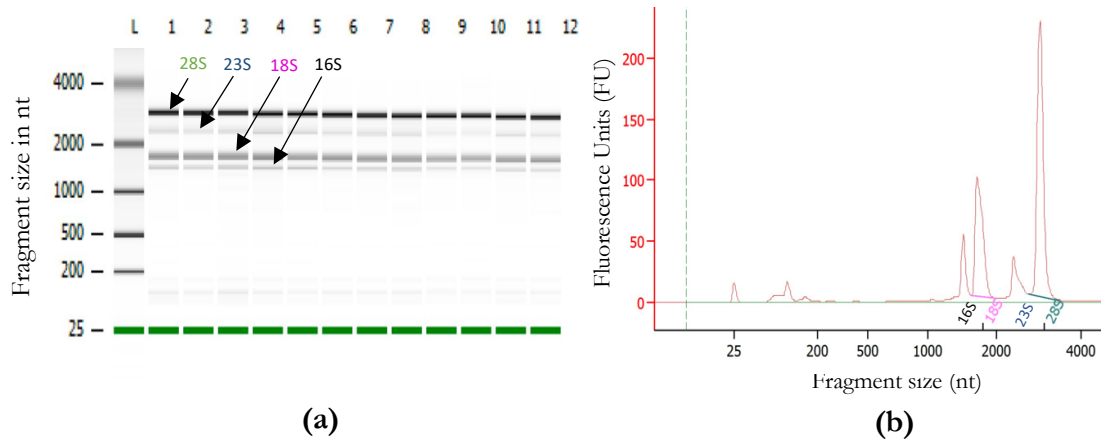 L 1 2 3 4 5 6 7 8 9 10 11 12
28S 23S 18S 16S
4000
2000
1000
500
200
25
Fragment size in nt
(a)
Fluorescence Units (FU)
200
150
100
50
0
16S 18S 23S 28S
25 200 500 1000 2000 4000
Fragment size (nt)
(b)